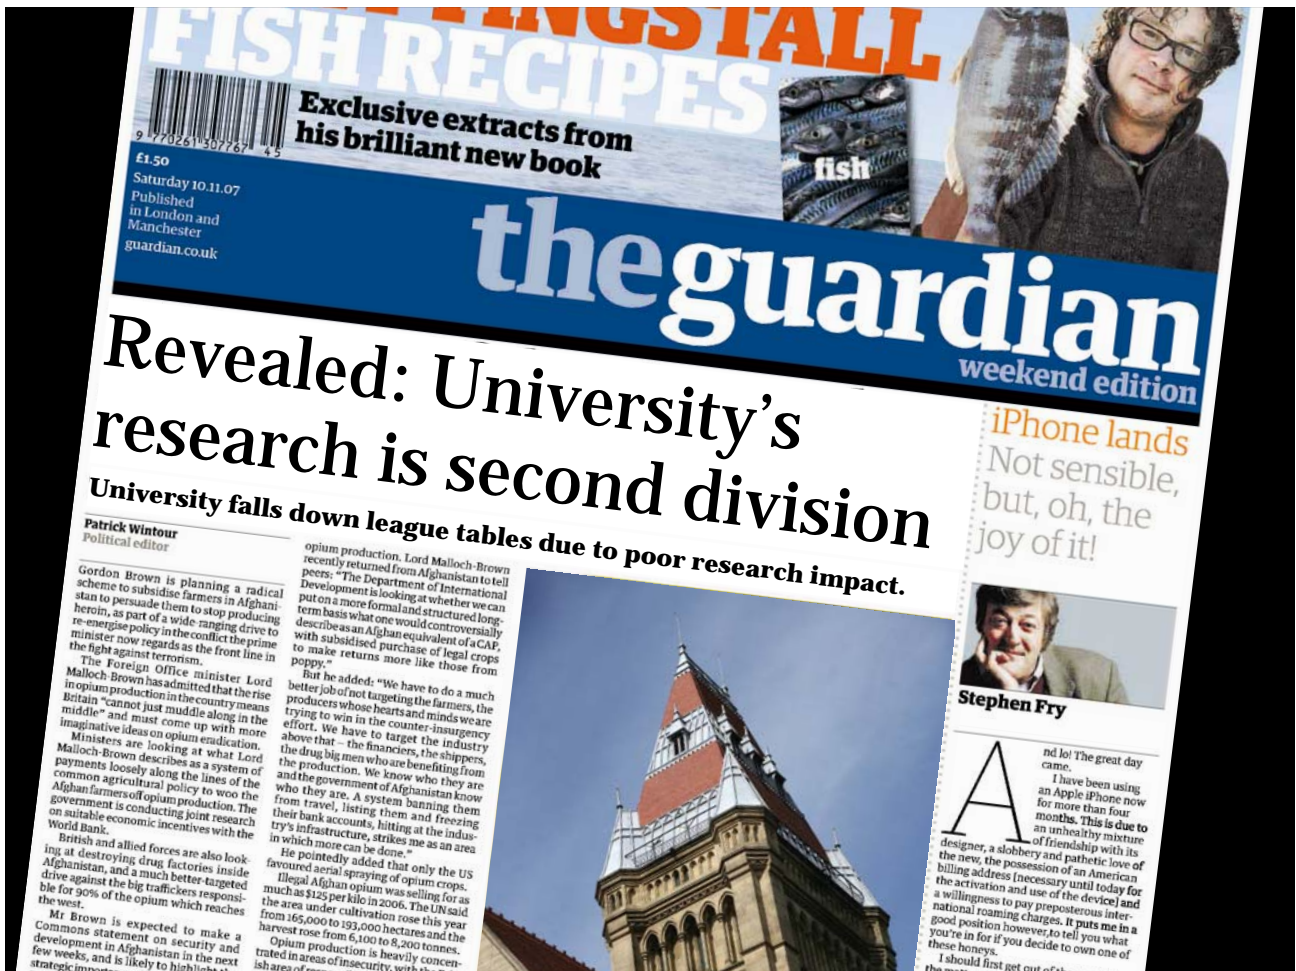 TTINGSTALL
FISH RECIPES
Exclusive extracts from
his brilliant new book
fish
9 770261 307767
45
£1.50
Saturday 10.11.07
Published
in London and
Manchester
guardian.co.uk
theguardian
weekend edition
Revealed: University's
research is second division
University falls down league tables due to poor research impact.
Patrick Wintour
Political editor
Gordon Brown is planning a radical
scheme to subsidise farmers in Afghani-
stan to persuade them to stop producing
heroin, as part of a wide-ranging drive to
re-energise policy in the conflict the prime
minister now regards as the front line in
the fight against terrorism.
The Foreign Office minister Lord
Malloch-Brown has admitted that the rise
in opium production in the country means
Britain “cannot just muddle along in the
middle” and must come up with more
imaginative ideas on opium eradication.
Ministers are looking at what Lord
Malloch-Brown describes as a system of
payments loosely along the lines of the
common agricultural policy to woo the
Afghan farmers off opium production. The
government is conducting joint research
on suitable economic incentives with the
World Bank.
British and allied forces are also look-
ing at destroying drug factories inside
Afghanistan, and a much better-targeted
drive against the big traffickers responsi-
ble for 90% of the opium which reaches
the west.
Mr Brown is expected to make a
Commons statement on security and
development in Afghanistan in the next
few weeks, and is likely to highlight
strategic
opium production. Lord Malloch-Brown
recently returned from Afghanistan to tell
peers: “The Department of International
Development is looking at whether we can
put on a more formal and structured long-
term basis what one would controversially
describe as an Afghan equivalent of a CAP,
with subsidised purchase of legal crops
to make returns more like those from
poppy.”
But he added: “We have to do a much
better job of not targeting the farmers, the
producers whose hearts and minds we are
trying to win in the counter-insurgency
effort. We have to target the industry
above that – the financiers, the shippers,
the drug big men who are benefiting from
the production. We know who they are
and the government of Afghanistan know
who they are. A system banning them
from travel, listing them and freezing
their bank accounts, hitting at the indus-
try's infrastructure, strikes me as an area
in which more can be done.”
He pointedly added that only the US
favoured aerial spraying of opium crops.
Illegal Afghan opium was selling for as
much as $125 per kilo in 2006. The UN said
the area under cultivation rose this year
from 165,000 to 193,000 hectares and the
harvest rose from 6,100 to 8,200 tonnes.
Opium production is heavily concen-
trated in areas of insecurity, with the
ish area of
iPhone lands
Not sensible,
but, oh, the
joy of it!
Stephen Fry
And lo! The great day
came.
I have been using
an Apple iPhone now
for more than four
months. This is due to
an unhealthy mixture
of friendship with its
designer, a slobbery and pathetic love of
the new, the possession of an American
billing address [necessary until today for
the activation and use of the device] and
a willingness to pay preposterous inter-
national roaming charges. It puts me in a
good position however,to tell you what
you're in for if you decide to own one of
these honeys.
I should first get out of